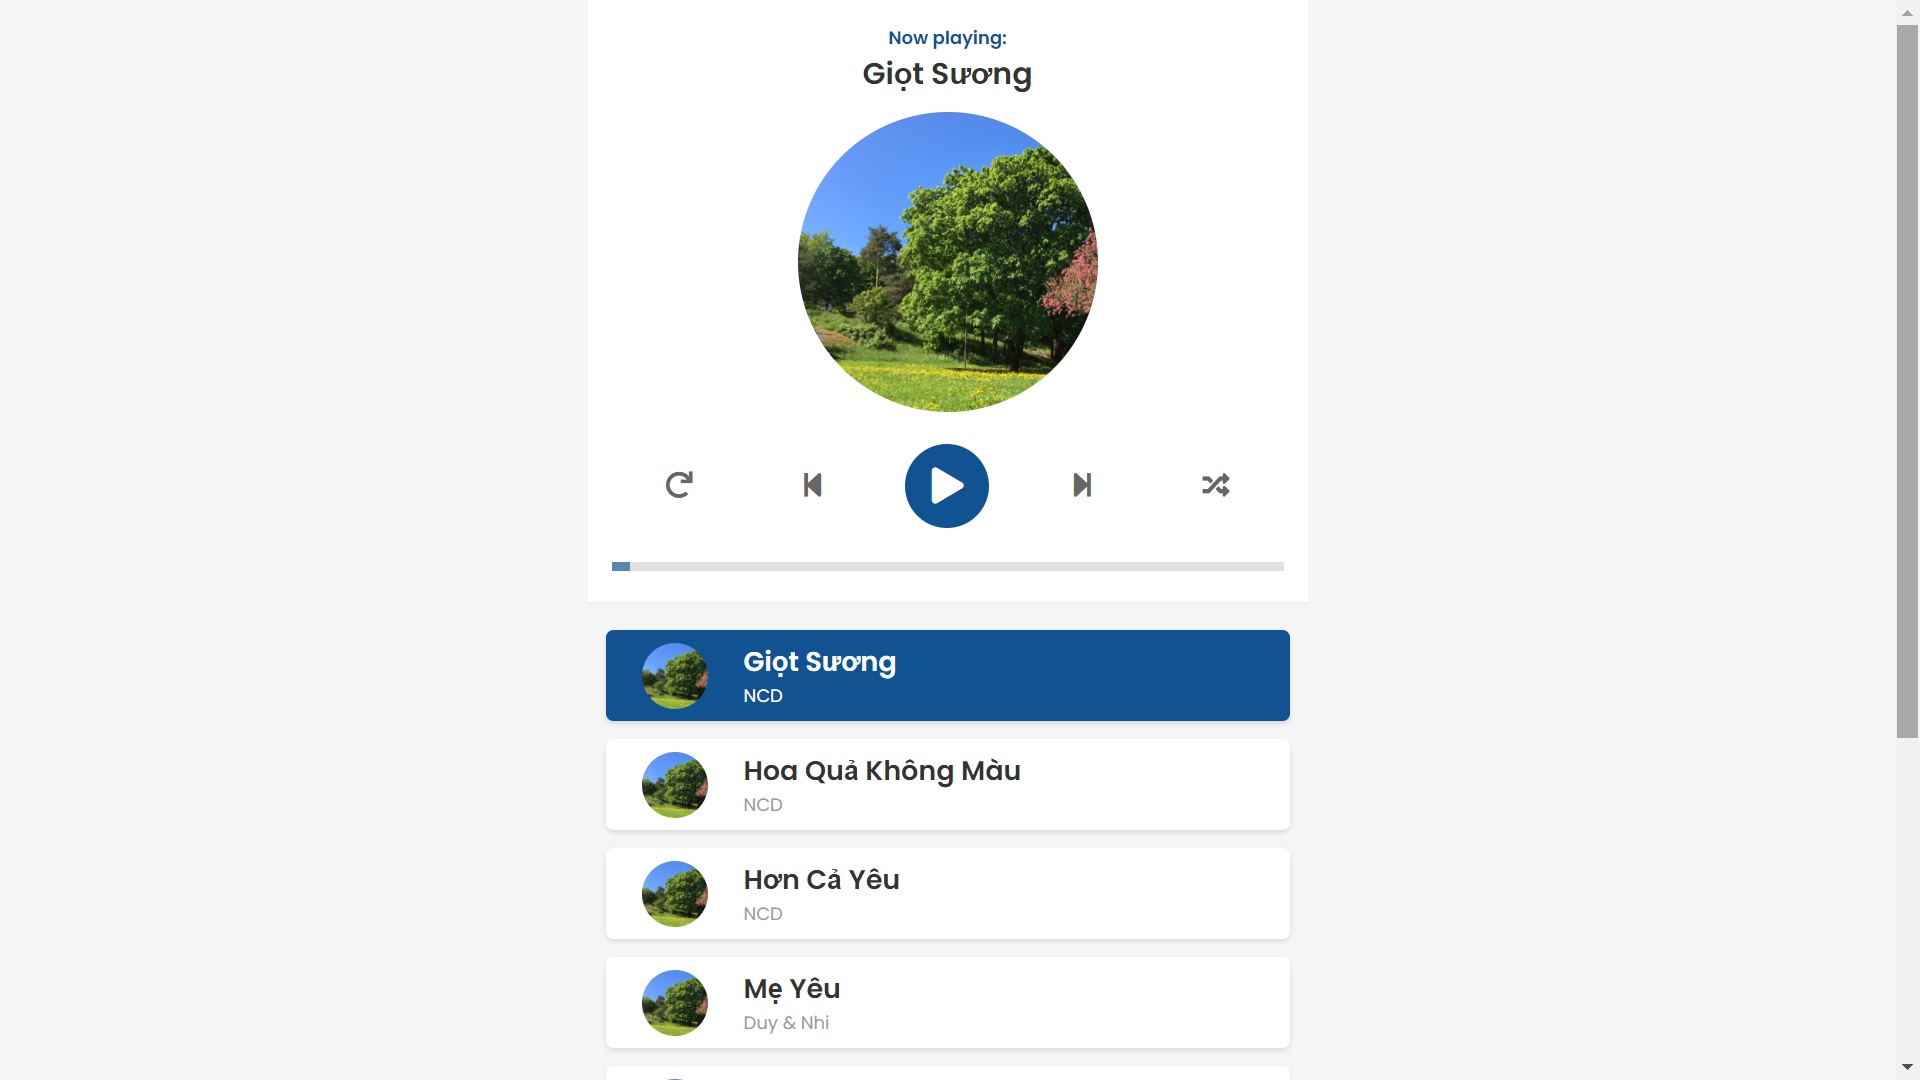 Now playing:
Giọt Sương
Giọt Sương
NCD
Hoa Quả Không Màu
NCD
Hơn Cả Yêu
NCD
Mẹ Yêu
Duy & Nhi